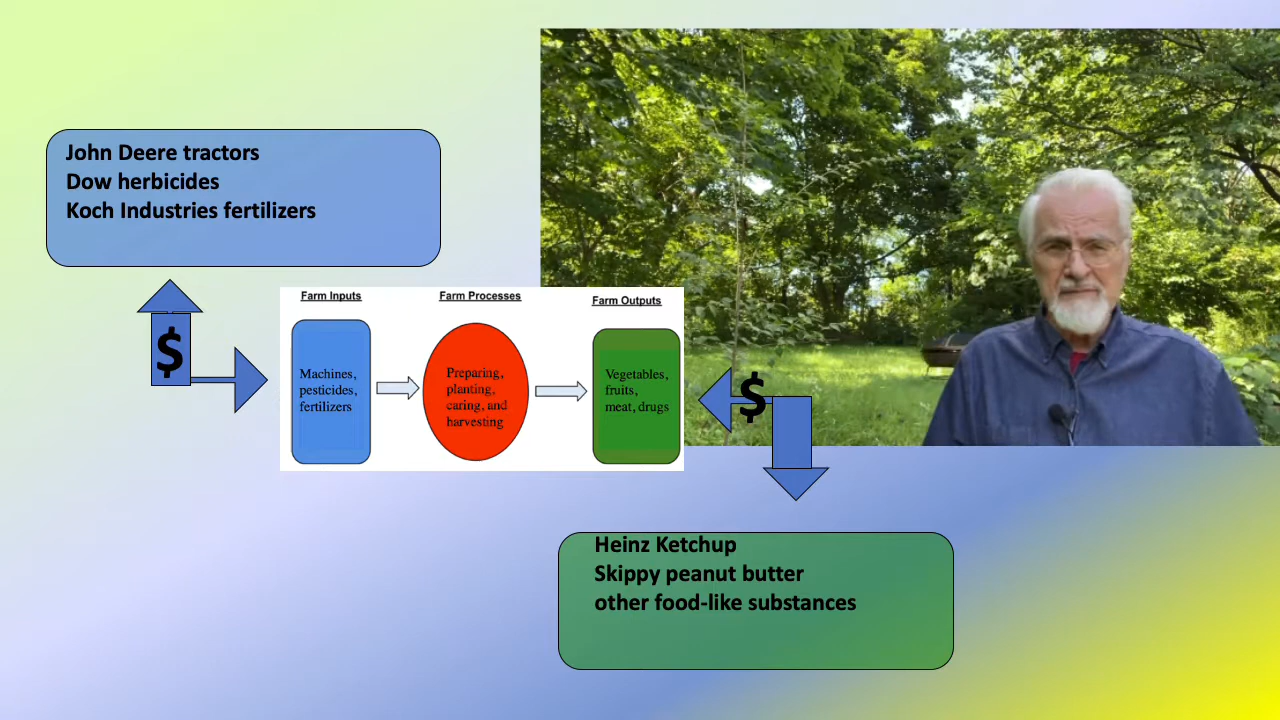 John Deere tractors
Dow herbicides
Koch Industries fertilizers
$
Farm Inputs
Farm Processes
Farm Outputs
Machines,
pesticides,
fertilizers
Preparing,
planting,
caring, and
harvesting
Vegetables,
fruits,
meat, drugs
$
Heinz Ketchup
Skippy peanut butter
other food-like substances